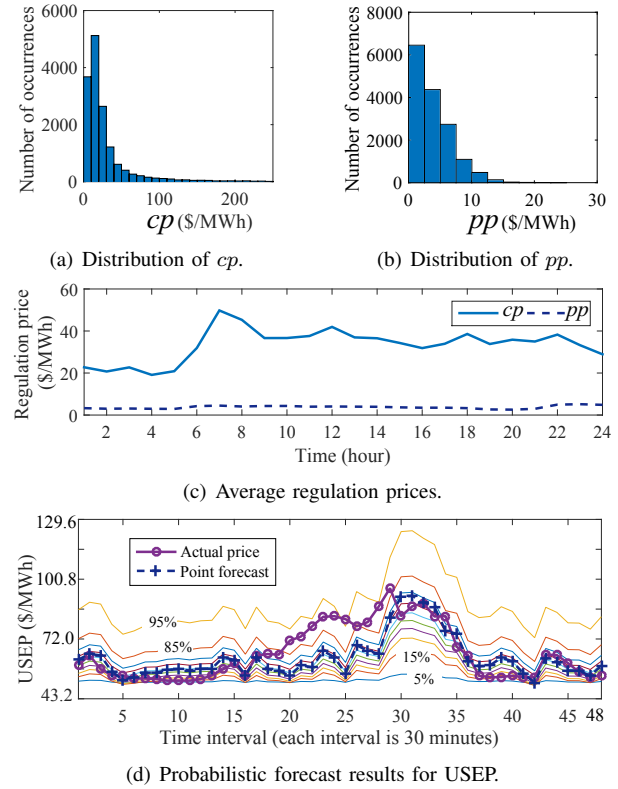 Number of occurrences
6000
4000
2000
0
0
100
200
cp ($/MWh)
(a) Distribution of cp.
Number of occurrences
8000
6000
4000
2000
0
0
10
20
30
pp ($/MWh)
(b) Distribution of pp.
Regulation price
($/MWh)
60
40
20
0
cp
pp
2 4 6 8 10 12 14 16 18 20 22 24
Time (hour)
(c) Average regulation prices.
USEP ($/MWh)
129.6
100.8
72.0
43.2
Actual price
Point forecast
95%
85%
15%
5%
5 10 15 20 25 30 35 40 45 48
Time interval (each interval is 30 minutes)
(d) Probabilistic forecast results for USEP.